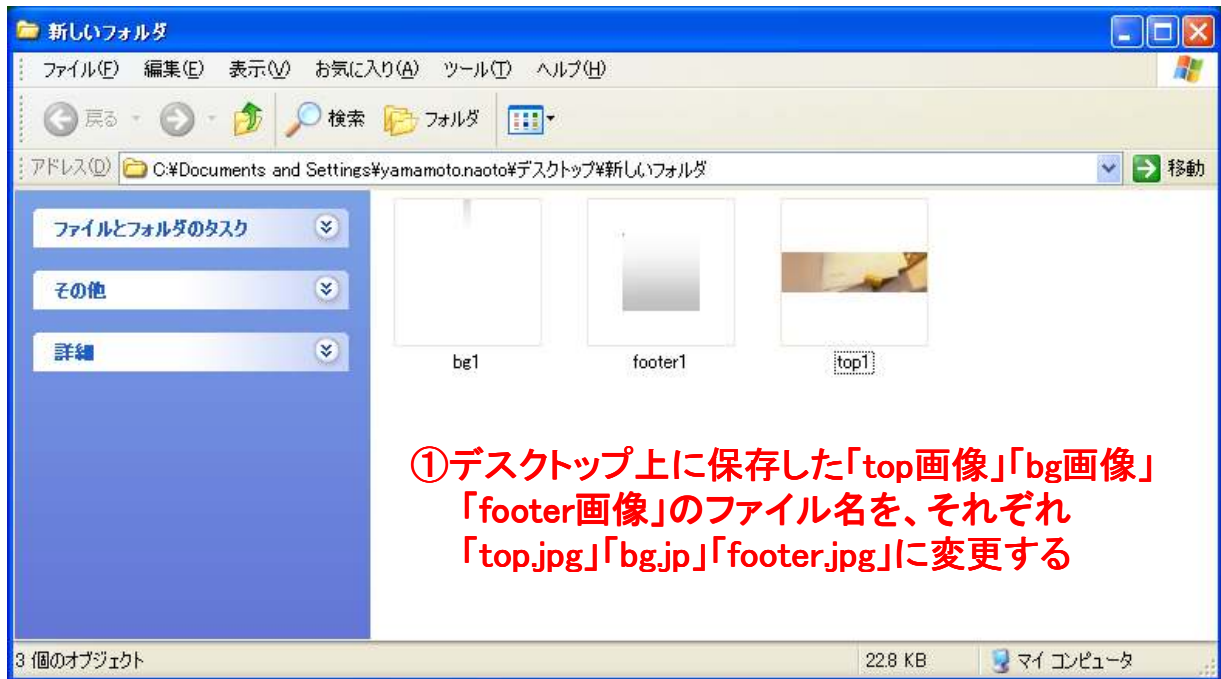 新しいフォルダ
ファイル(F) 編集(E) 表示(V) お気に入り(A) ツール(T) ヘルプ(H)
戻る 検索 フォルダ
アドレス(D) C:¥Documents and Settings¥yamamoto.naoto¥デスクトップ¥新しいフォルダ 移動
ファイルとフォルダのタスク
その他
詳細
bg1 footer1 top1
①デスクトップ上に保存した「top画像」「bg画像」
「footer画像」のファイル名を、それぞれ
「top.jpg」「bg.jp」「footer.jpg」に変更する
3 個のオブジェクト 22.8 KB マイ コンピュータ